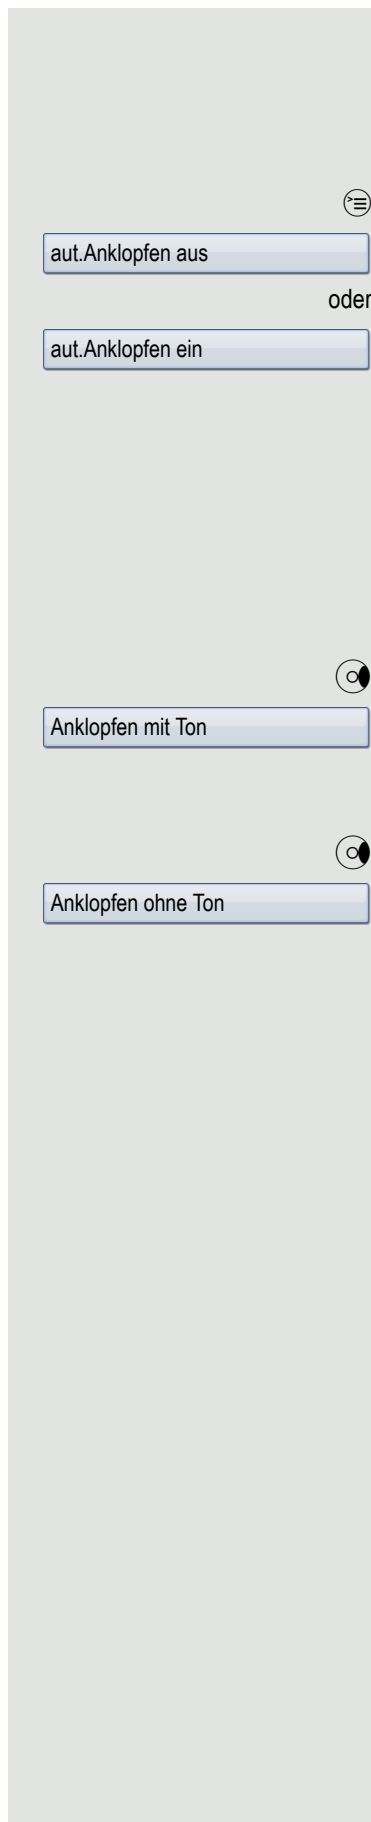 aut.Anklopfen aus
oder
aut.Anklopfen ein
Anklopfen mit Ton
Anklopfen ohne Ton